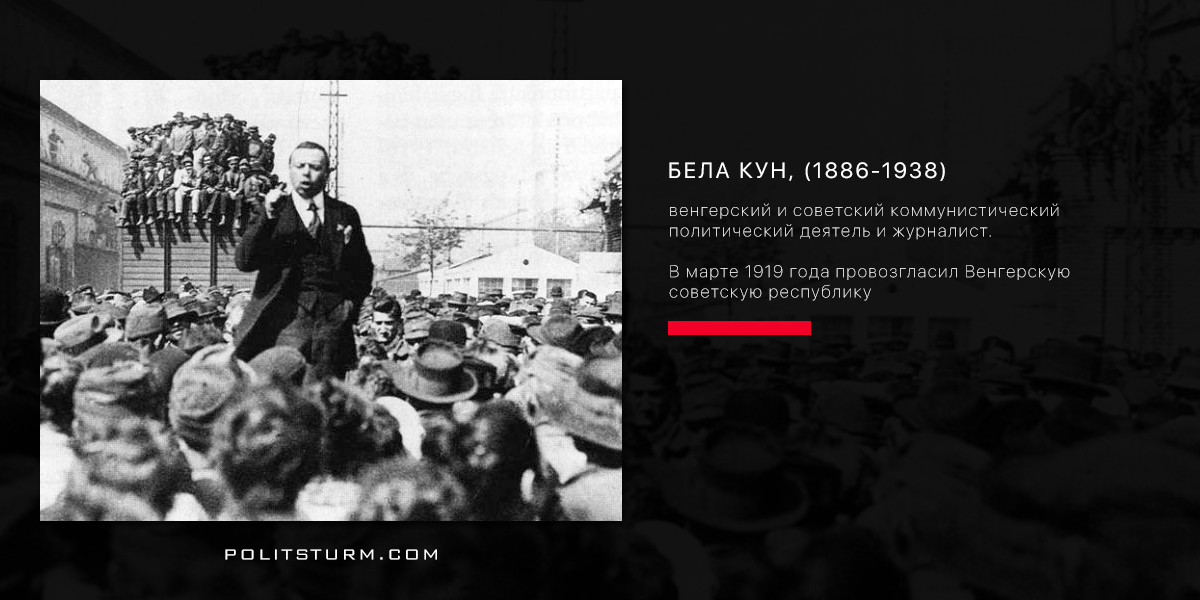 БЕЛА КУН, (1886-1938)
венгерский и советский коммунистический
политический деятель и журналист.
В марте 1919 года провозгласил Венгерскую
советскую республику
POLITSTURM.COM